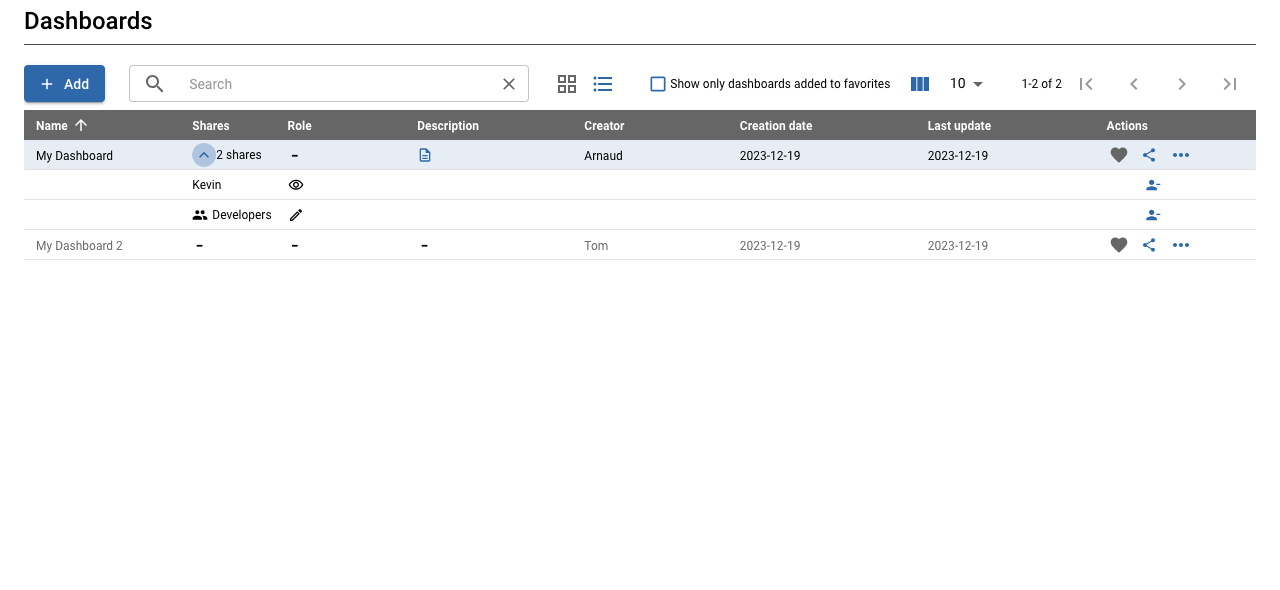 Dashboards
Add Search Show only dashboards added to favorites 10 1-2 of 2
Name Shares Role Description Creator Creation date Last update Actions
My Dashboard 2 shares – Arnaud 2023-12-19 2023-12-19
Kevin
Developers
My Dashboard 2 – – – Tom 2023-12-19 2023-12-19